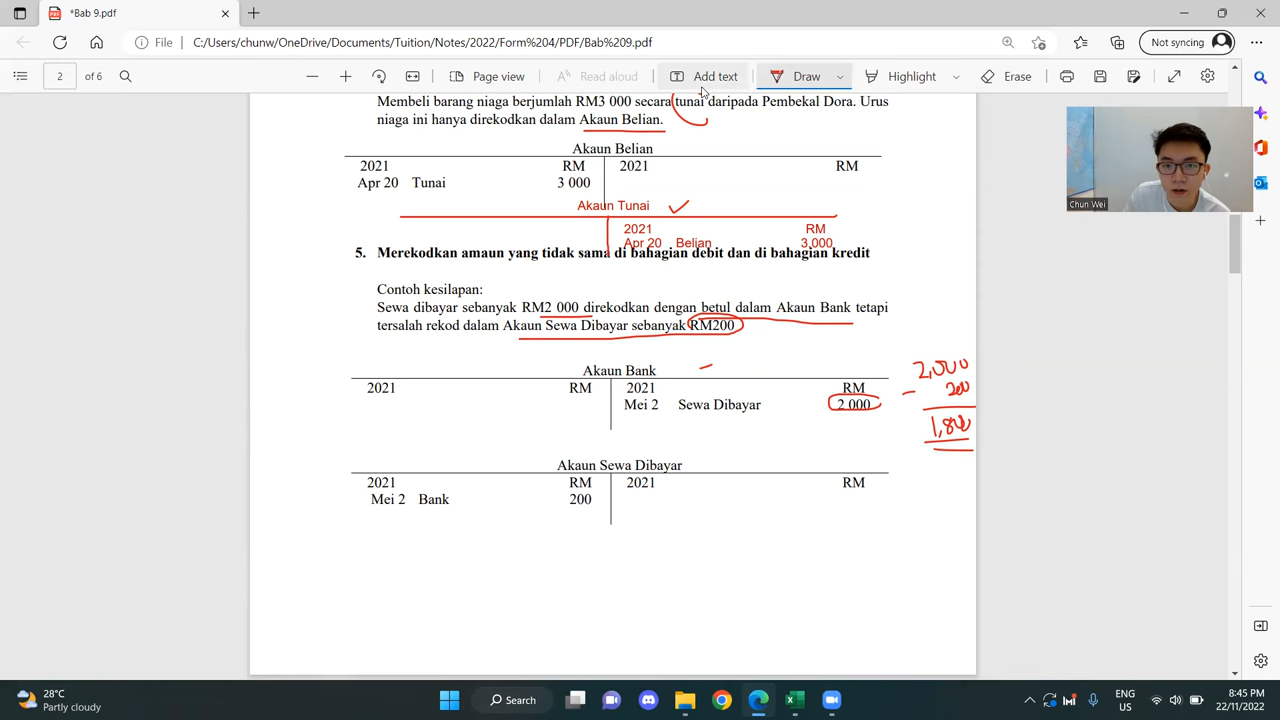 *Bab 9.pdf
File C:/Users/chunw/OneDrive/Documents/Tuition/Notes/2022/Form%204/PDF/Bab%209.pdf Not syncing
2 of 6 Page view Read aloud Add text Draw Highlight Erase
Membeli barang niaga berjumlah RM3 000 secara tunai daripada Pembekal Dora. Urus
niaga ini hanya direkodkan dalam Akaun Belian.
Akaun Belian
2021 RM 2021 RM
Apr 20 Tunai 3 000
Akaun Tunai
2021 RM
Apr 20 Belian 3,000
5. Merekodkan amaun yang tidak sama di bahagian debit dan di bahagian kredit
Contoh kesilapan:
Sewa dibayar sebanyak RM2 000 direkodkan dengan betul dalam Akaun Bank tetapi
tersalah rekod dalam Akaun Sewa Dibayar sebanyak RM200
Akaun Bank
2021 RM 2021 RM
Mei 2 Sewa Dibayar 2 000
2,000
- 200
1,800
Akaun Sewa Dibayar
2021 RM 2021 RM
Mei 2 Bank 200
Chun Wei
28°C
Partly cloudy
Search
ENG
US
8:45 PM
22/11/2022